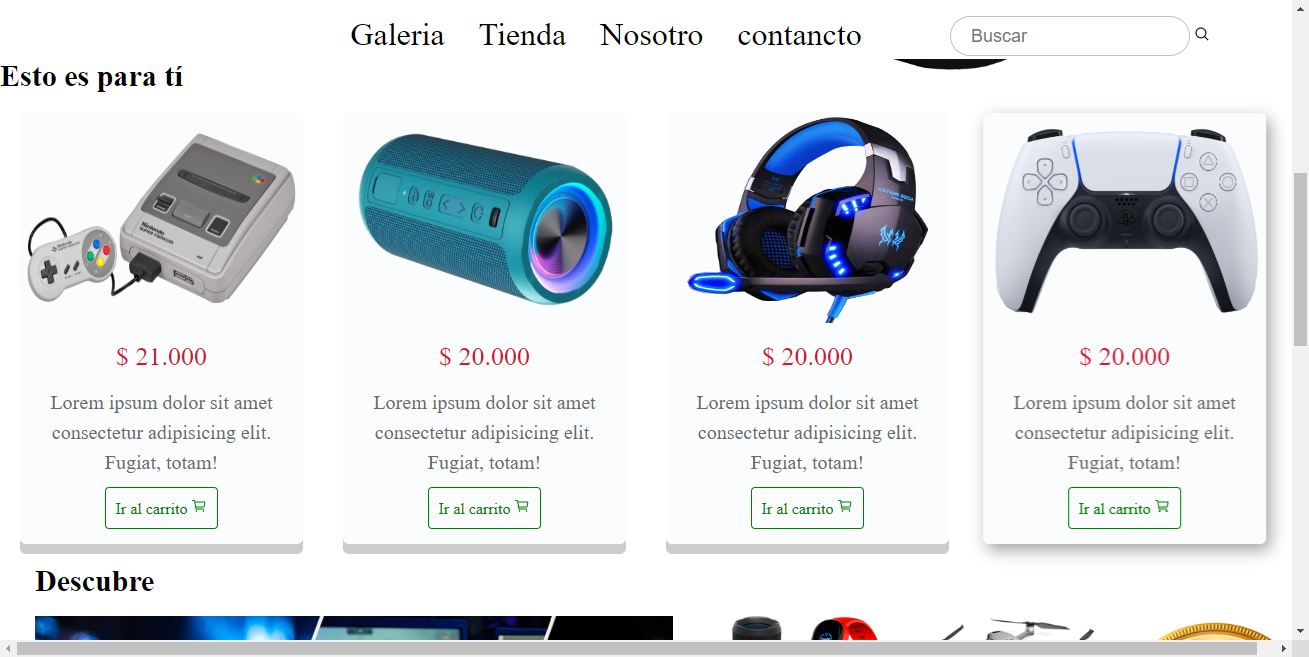 Galeria Tienda Nosotro contancto Buscar
Esto es para tí
Nintendo
SUPER FAMICOM
$ 21.000
Lorem ipsum dolor sit amet
consectetur adipisicing elit.
Fugiat, totam!
Ir al carrito
$ 20.000
Lorem ipsum dolor sit amet
consectetur adipisicing elit.
Fugiat, totam!
Ir al carrito
$ 20.000
Lorem ipsum dolor sit amet
consectetur adipisicing elit.
Fugiat, totam!
Ir al carrito
$ 20.000
Lorem ipsum dolor sit amet
consectetur adipisicing elit.
Fugiat, totam!
Ir al carrito
Descubre